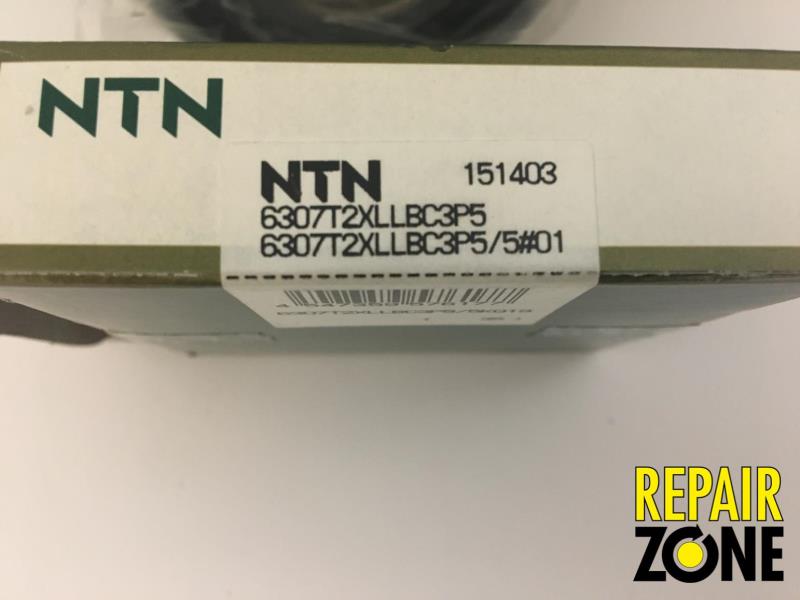 NTN
NTN 151403
6307T2XLLBC3P5
6307T2XLLBC3P5/5#01
REPAIR
ZONE